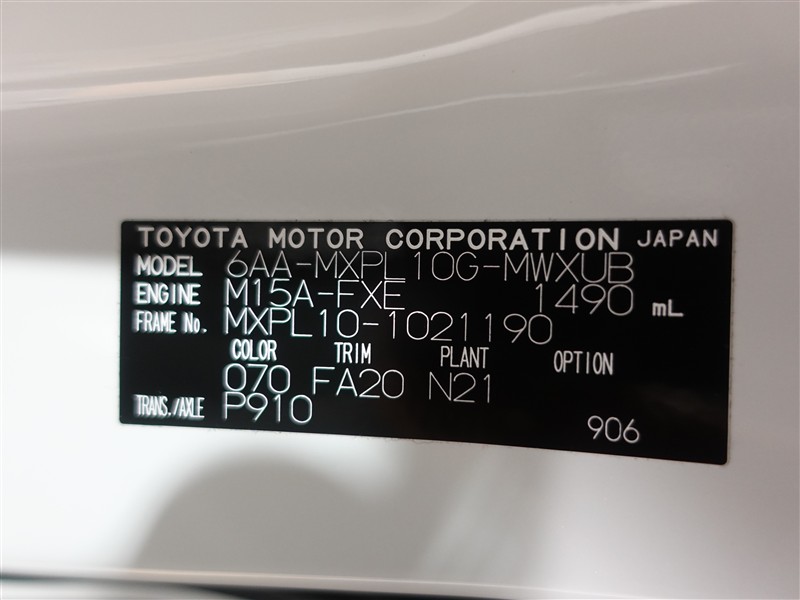 TOYOTA MOTOR CORPORATION JAPAN
MODEL 6AA-MXPL10G-MWXUB
ENGINE M15A-FXE 1490 mL
FRAME No. MXPL10-1021190
COLOR TRIM PLANT OPTION
070 FA20 N21
TRANS./AXLE P910
906